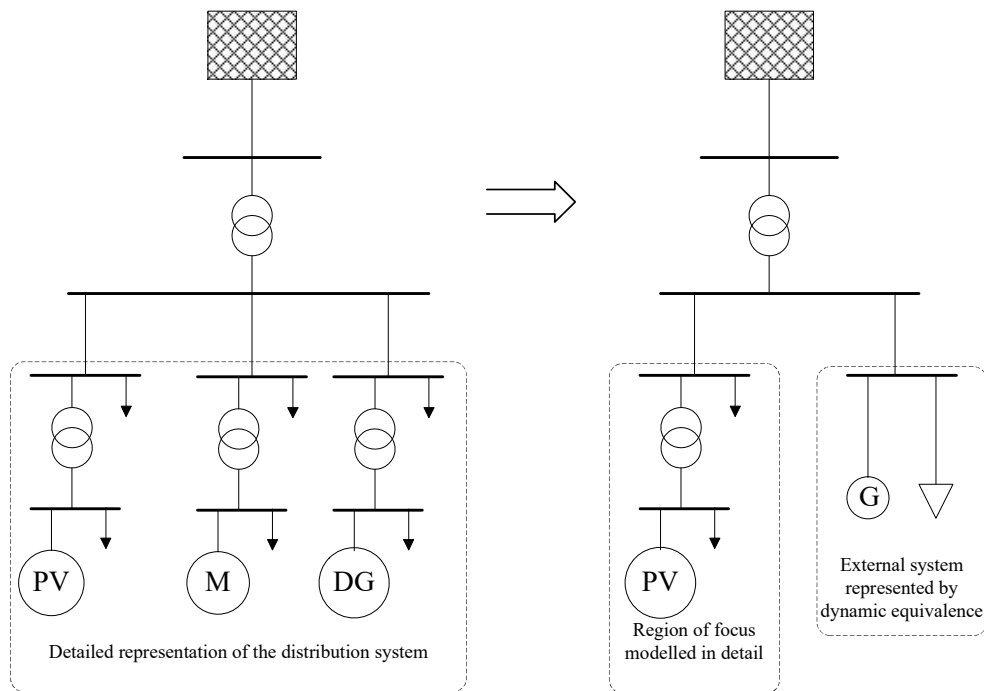 PV
M
DG
Detailed representation of the distribution system
PV
Region of focus
modelled in detail
G
External system
represented by
dynamic equivalence